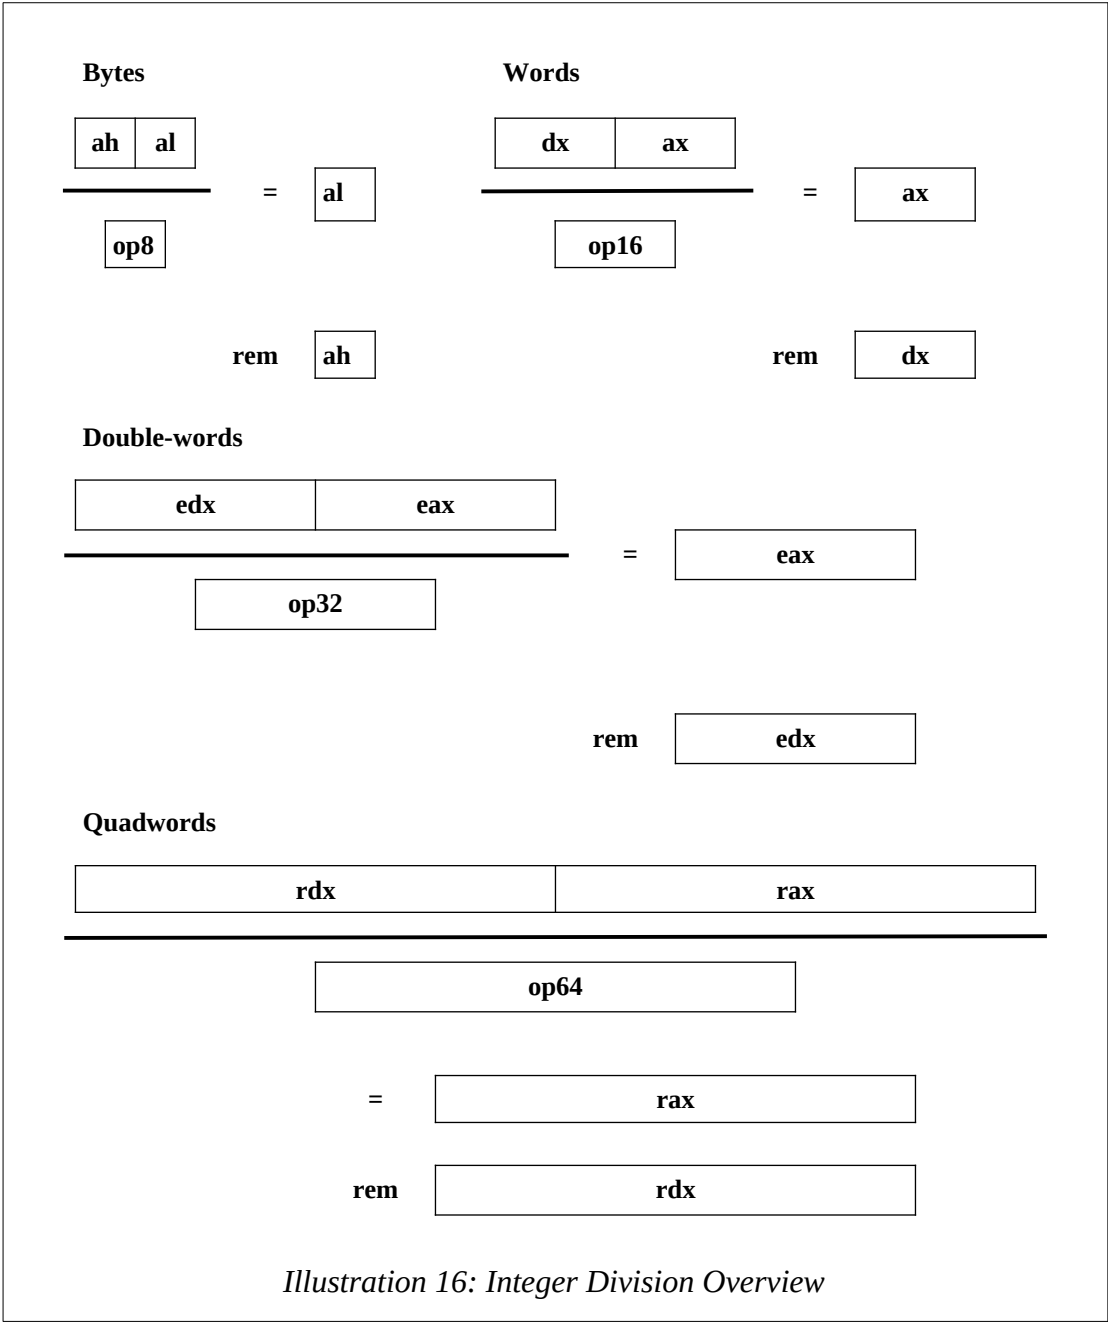 Bytes
ah al
= al
op8
rem ah
Words
dx ax
= ax
op16
rem dx
Double-words
edx eax
= eax
op32
rem edx
Quadwords
rdx rax
op64
= rax
rem rdx
Illustration 16: Integer Division Overview